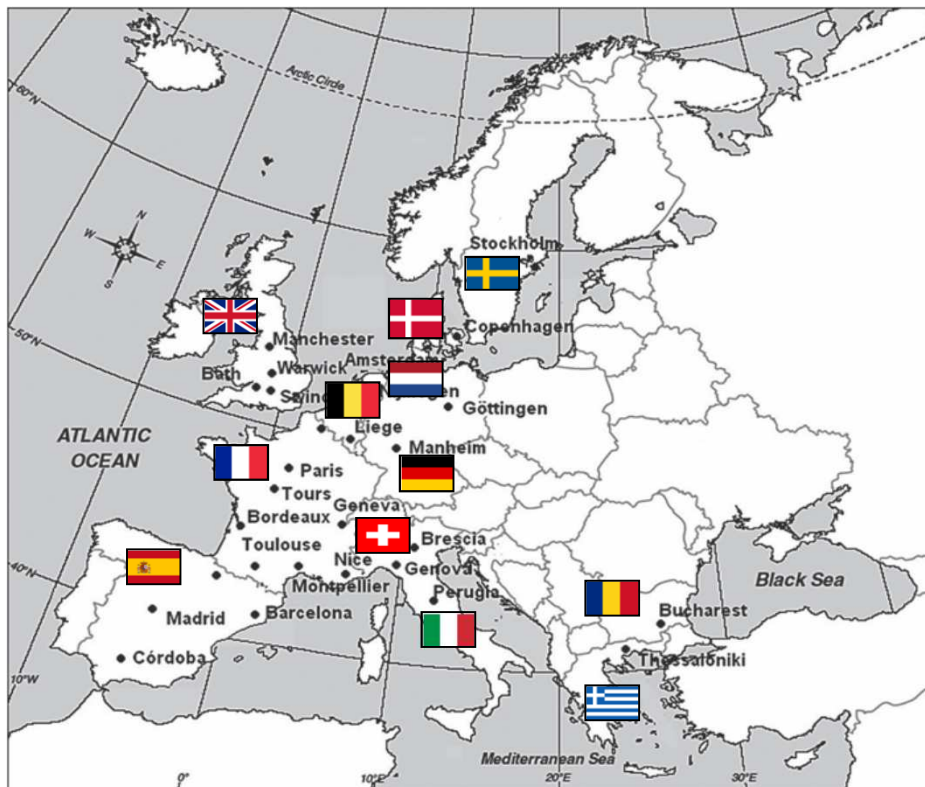 Arctic Circle
60°N
N
W
E
S
Stockholm
50°N
Copenhagen
Manchester
Warwick
Bath
Göttingen
ATLANTIC
OCEAN
Liege
Manheim
Paris
Tours
Geneva
Bordeaux
Brescia
Toulouse
Nice
Genova
40°N
Montpellier
Perugia
Black Sea
Madrid
Barcelona
Bucharest
Córdoba
Thessaloniki
10°W
Mediterranean Sea
0°
10°E
20°E
30°E